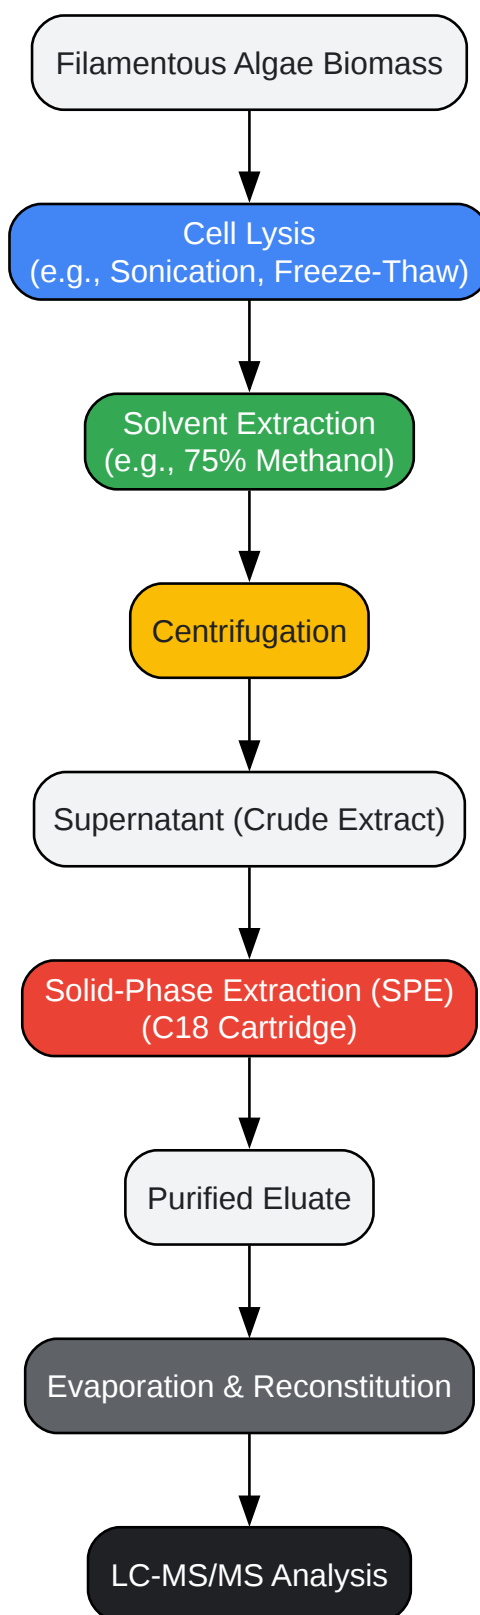 Filamentous Algae Biomass
Cell Lysis
(e.g., Sonication, Freeze-Thaw)
Solvent Extraction
(e.g., 75% Methanol)
Centrifugation
Supernatant (Crude Extract)
Solid-Phase Extraction (SPE)
(C18 Cartridge)
Purified Eluate
Evaporation & Reconstitution
LC-MS/MS Analysis